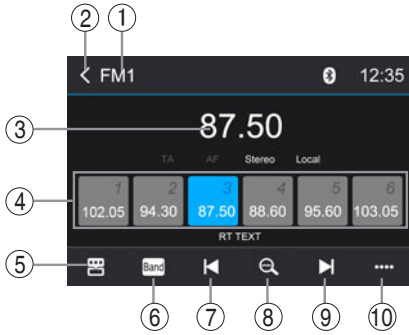 ② ①
FM1 12:35
③ 87.50
TA AF Stereo Local
④ 1 2 3 4 5 6
102.05 94.30 87.50 88.60 95.60 103.05
RT TEXT
⑤ Band
⑥ ⑦ ⑧ ⑨ ⑩